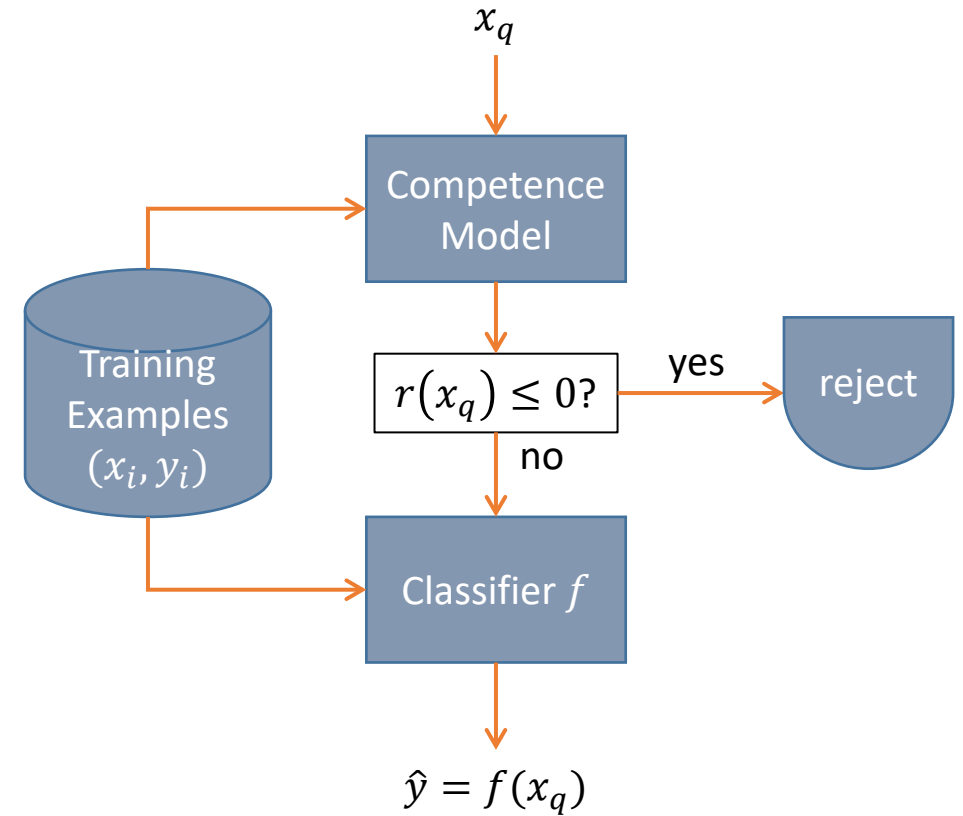 𝑥_𝑞
Competence
Model
Training
Examples
(𝑥_𝑖, 𝑦_𝑖)
𝑟(𝑥_𝑞) ≤ 0?
yes
reject
no
Classifier 𝑓
ŷ = 𝑓(𝑥_𝑞)